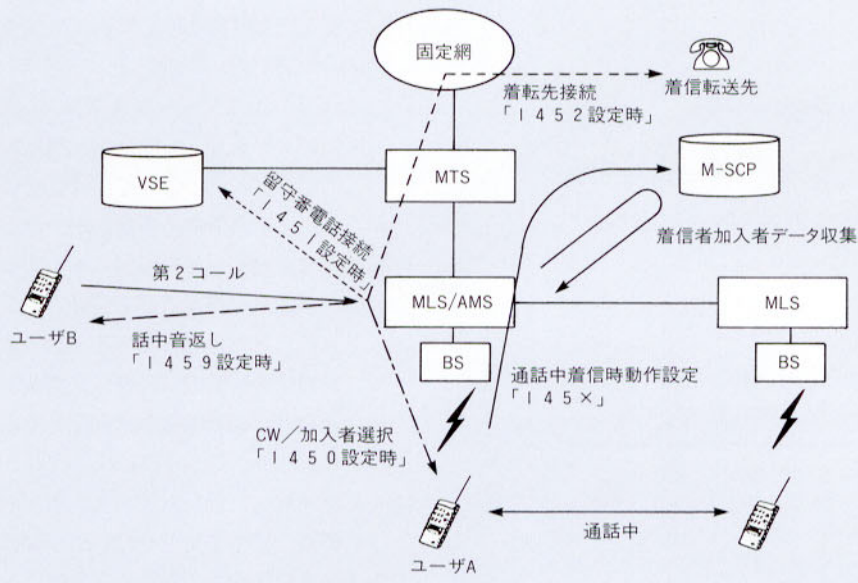 固定網
着転先接続
「1452設定時」
着信転送先
VSE
MTS
M-SCP
留守番電話接続
「1451設定時」
着信者加入者データ収集
第2コール
MLS/AMS
MLS
ユーザB
話中音返し
「1459設定時」
BS
BS
通話中着信時動作設定
「145×」
CW/加入者選択
「1450設定時」
通話中
ユーザA